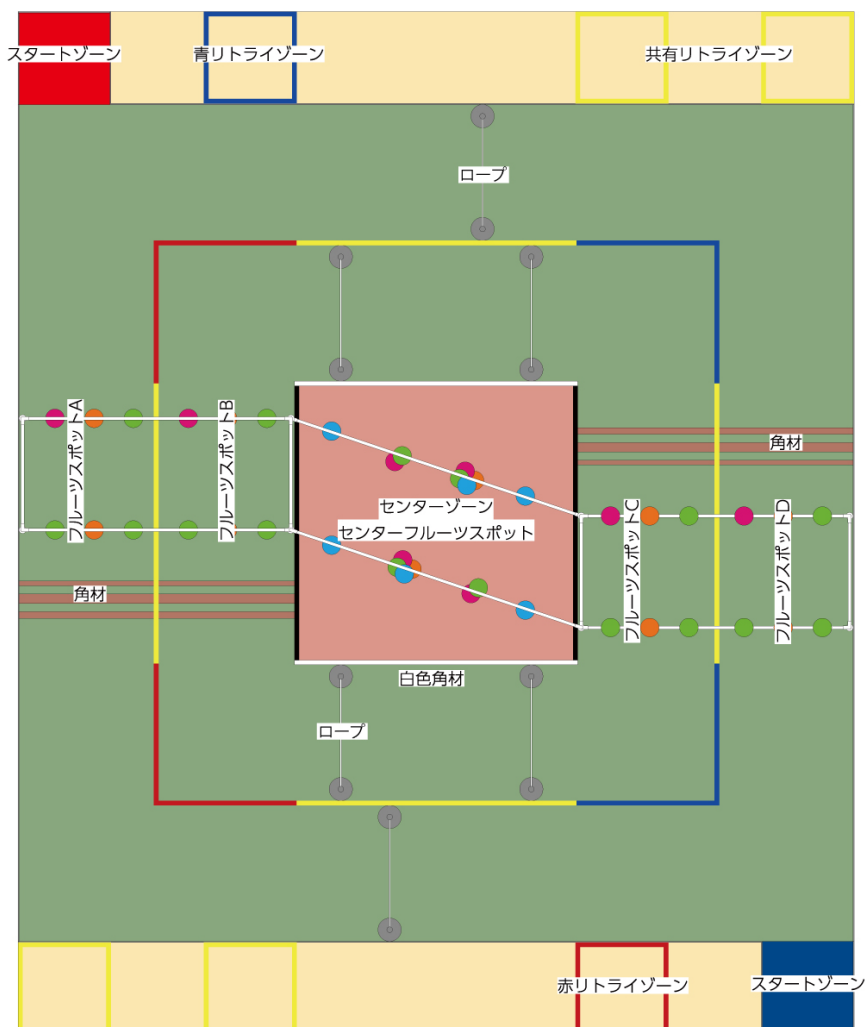 スタートゾーン
青リトライゾーン
共有リトライゾーン
ロープ
フルーツスポットA
フルーツスポットB
角材
センターゾーン
センターフルーツスポット
フルーツスポットC
フルーツスポットD
角材
白色角材
ロープ
赤リトライゾーン
スタートゾーン